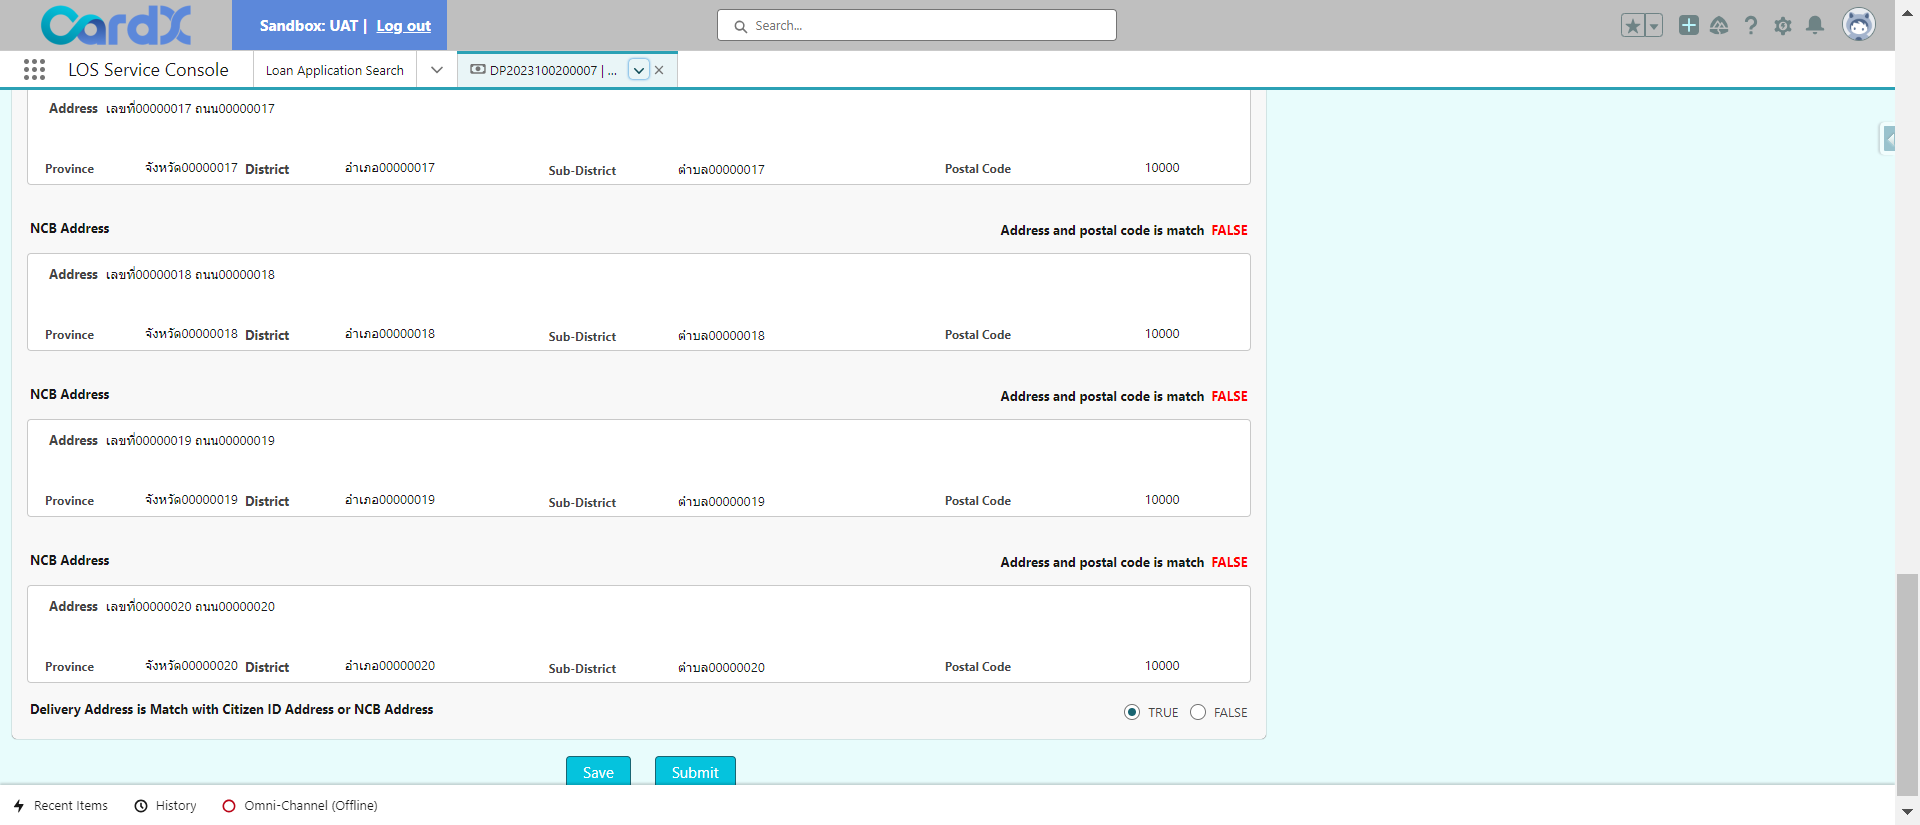 CardX
Sandbox: UAT | Log out
Search...
LOS Service Console
Loan Application Search
DP2023100200007 | ...
Address เลขที่00000017 ถนน00000017
Province จังหวัด00000017 District อำเภอ00000017 Sub-District ตำบล00000017 Postal Code 10000
NCB Address Address and postal code is match FALSE
Address เลขที่00000018 ถนน00000018
Province จังหวัด00000018 District อำเภอ00000018 Sub-District ตำบล00000018 Postal Code 10000
NCB Address Address and postal code is match FALSE
Address เลขที่00000019 ถนน00000019
Province จังหวัด00000019 District อำเภอ00000019 Sub-District ตำบล00000019 Postal Code 10000
NCB Address Address and postal code is match FALSE
Address เลขที่00000020 ถนน00000020
Province จังหวัด00000020 District อำเภอ00000020 Sub-District ตำบล00000020 Postal Code 10000
Delivery Address is Match with Citizen ID Address or NCB Address TRUE FALSE
Save Submit
Recent Items History Omni-Channel (Offline)